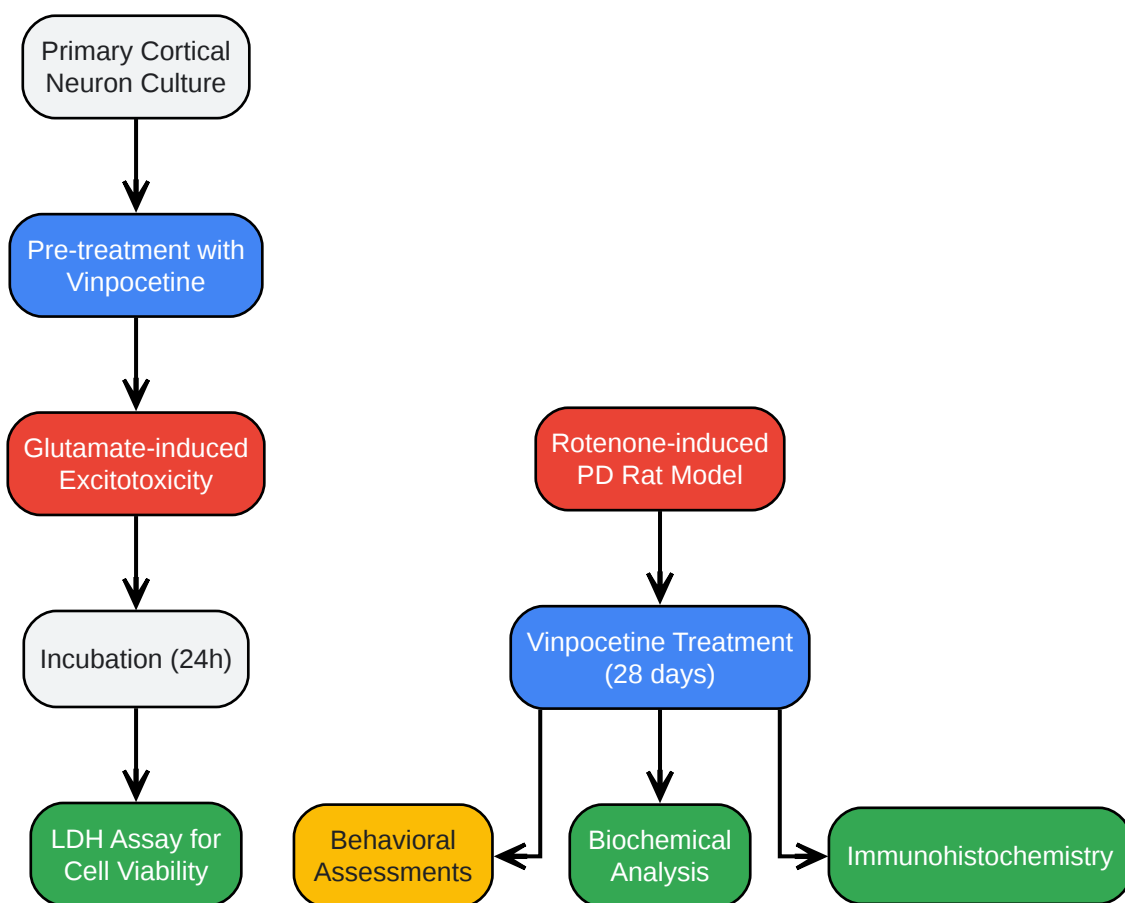 Primary Cortical
Neuron Culture
Pre-treatment with
Vinpocetine
Glutamate-induced
Excitotoxicity
Incubation (24h)
LDH Assay for
Cell Viability
Rotenone-induced
PD Rat Model
Vinpocetine Treatment
(28 days)
Behavioral
Assessments
Biochemical
Analysis
Immunohistochemistry